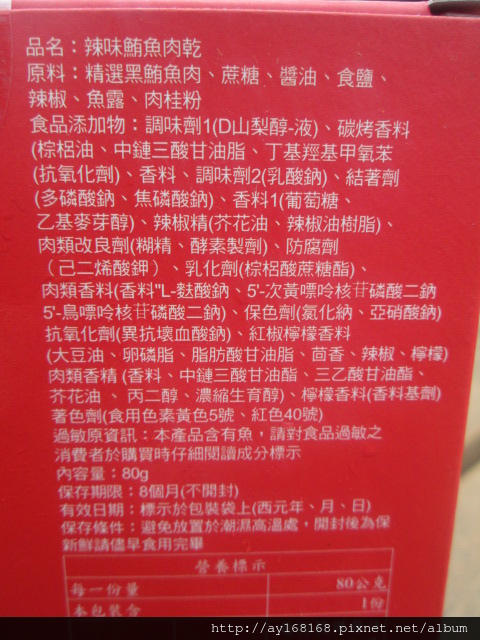 品名：辣味鮪魚肉乾
原料：精選黑鮪魚肉、蔗糖、醬油、食鹽、
辣椒、魚露、肉桂粉
食品添加物：調味劑1(D山梨醇-液)、碳烤香料
(棕梠油、中鏈三酸甘油脂、丁基羥基甲氧苯
(抗氧化劑)、香料、調味劑2(乳酸鈉)、結著劑
(多磷酸鈉、焦磷酸鈉)、香料1(葡萄糖、
乙基麥芽醇)、辣椒精(芥花油、辣椒油樹脂)、
肉類改良劑(糊精、酵素製劑)、防腐劑
（己二烯酸鉀）、乳化劑(棕梠酸蔗糖酯)、
肉類香料(香料"L-麩酸鈉、5'-次黃嘌呤核苷磷酸二鈉
5'-鳥嘌呤核苷磷酸二鈉)、保色劑(氯化納、亞硝酸鈉)
抗氧化劑(異抗壞血酸鈉)、紅椒檸檬香料
(大豆油、卵磷脂、脂肪酸甘油脂、茴香、辣椒、檸檬)
肉類香精 (香料、中鏈三酸甘油酯、三乙酸甘油酯、
芥花油 、丙二醇、濃縮生育醇)、檸檬香料(香料基劑)
著色劑(食用色素黃色5號、紅色40號)
過敏原資訊：本產品含有魚，請對食品過敏之
消費者於購買時仔細閱讀成分標示
內容量：80g
保存期限：8個月(不開封)
有效日期：標示於包裝袋上(西元年、月、日)
保存條件：避免放置於潮濕高溫處，開封後為保
新鮮請儘早食用完畢
營養標示
每一份量 80公克
本包裝含 1份
http://ay168168.pixnet.net/album